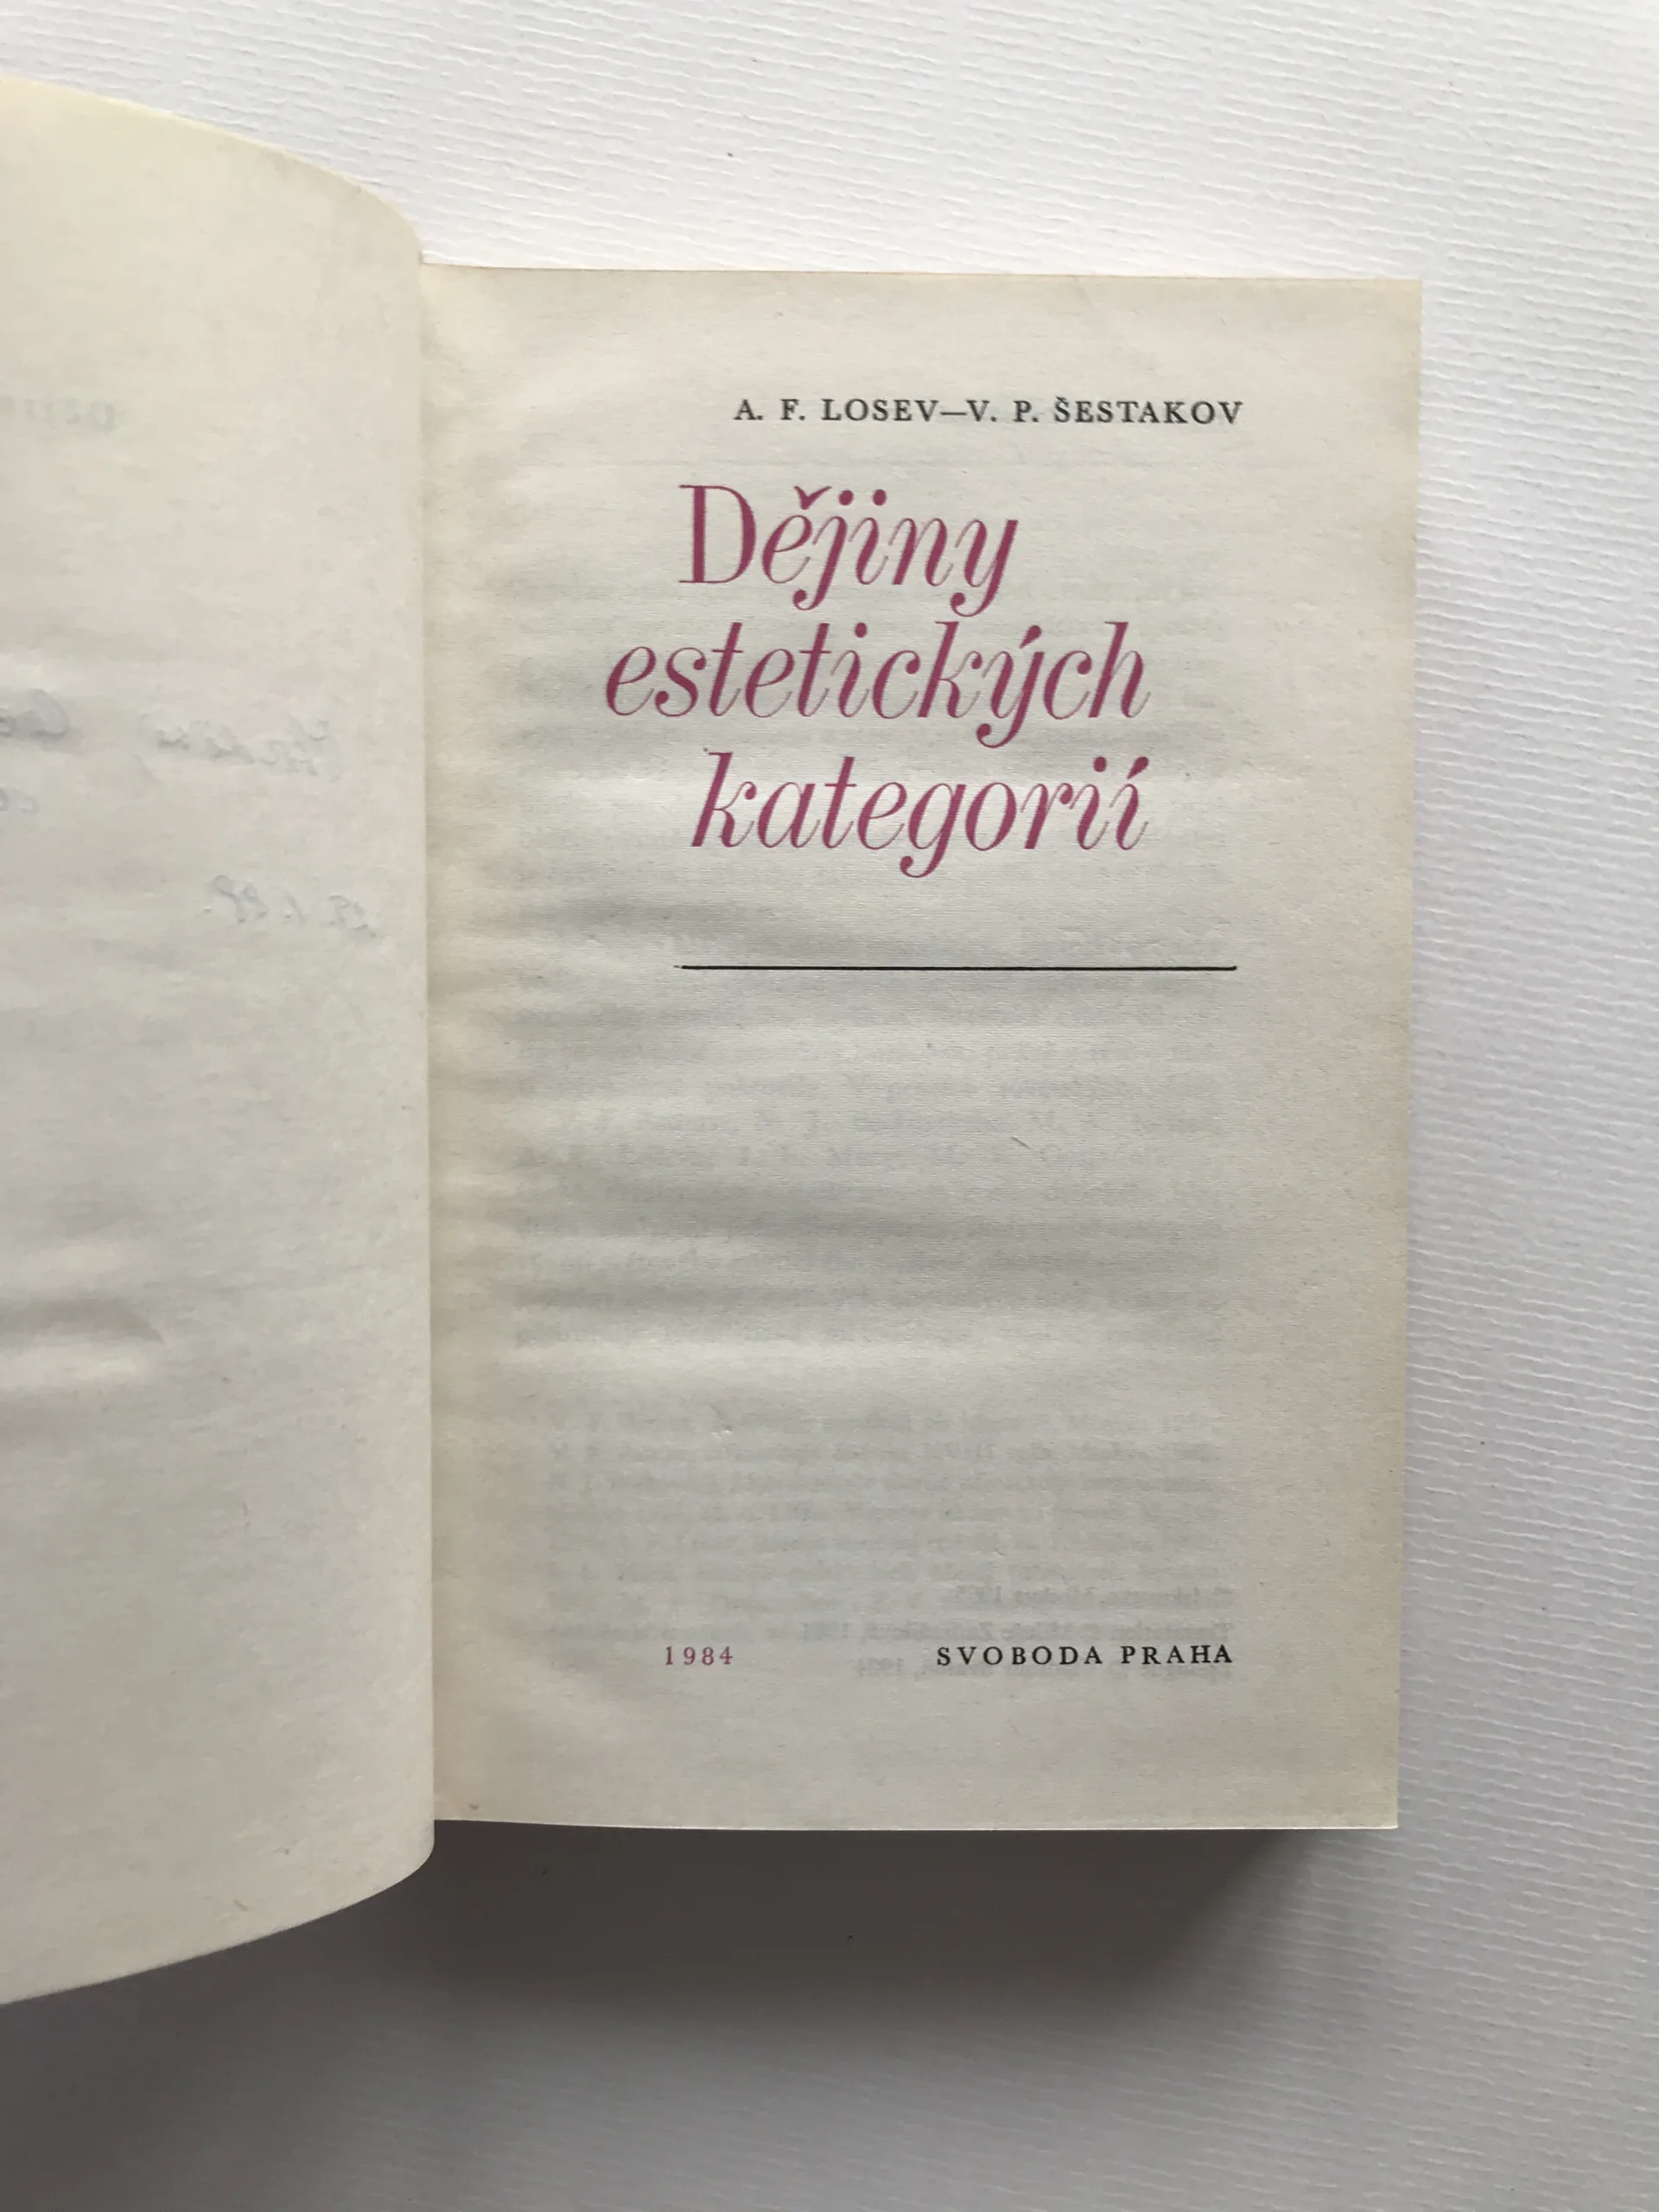 A. F. LOSEV—V. P. ŠESTAKOV
Dějiny
estetických
kategorií
1984 SVOBODA PRAHA